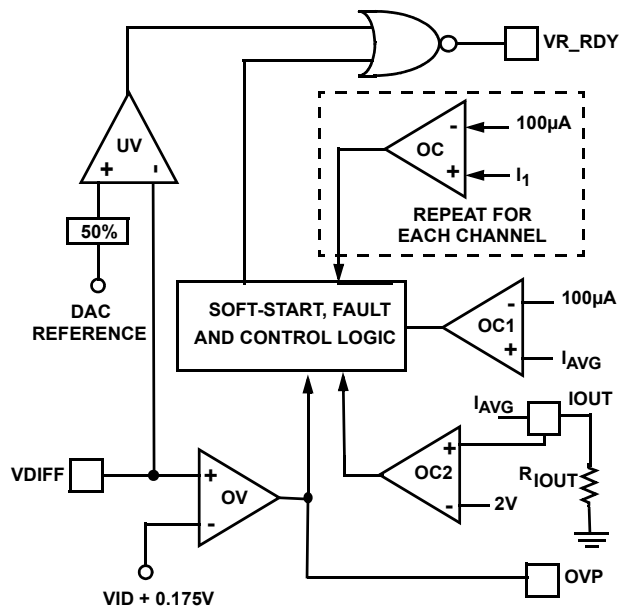 VR_RDY
UV
+ -
50%
DAC
REFERENCE
- 100µA
OC
+ I1
REPEAT FOR
EACH CHANNEL
SOFT-START, FAULT
AND CONTROL LOGIC
- 100µA
OC1
+ IAVG
IAVG IOUT
+
OC2
- 2V
RIOUT
VDIFF
+
OV
-
VID + 0.175V
OVP